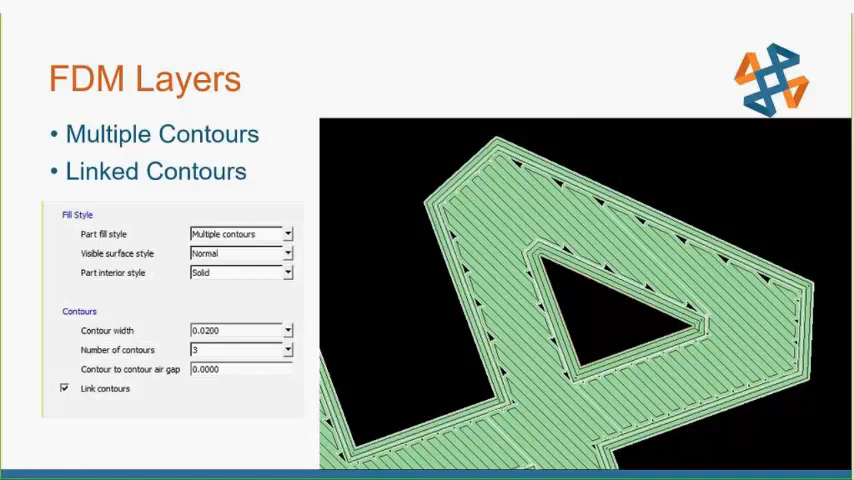 FDM Layers
• Multiple Contours
• Linked Contours
Fill Style
Part fill style Multiple contours
Visible surface style Normal
Part interior style Solid
Contours
Contour width 0.0200
Number of contours 3
Contour to contour air gap 0.0000
Link contours